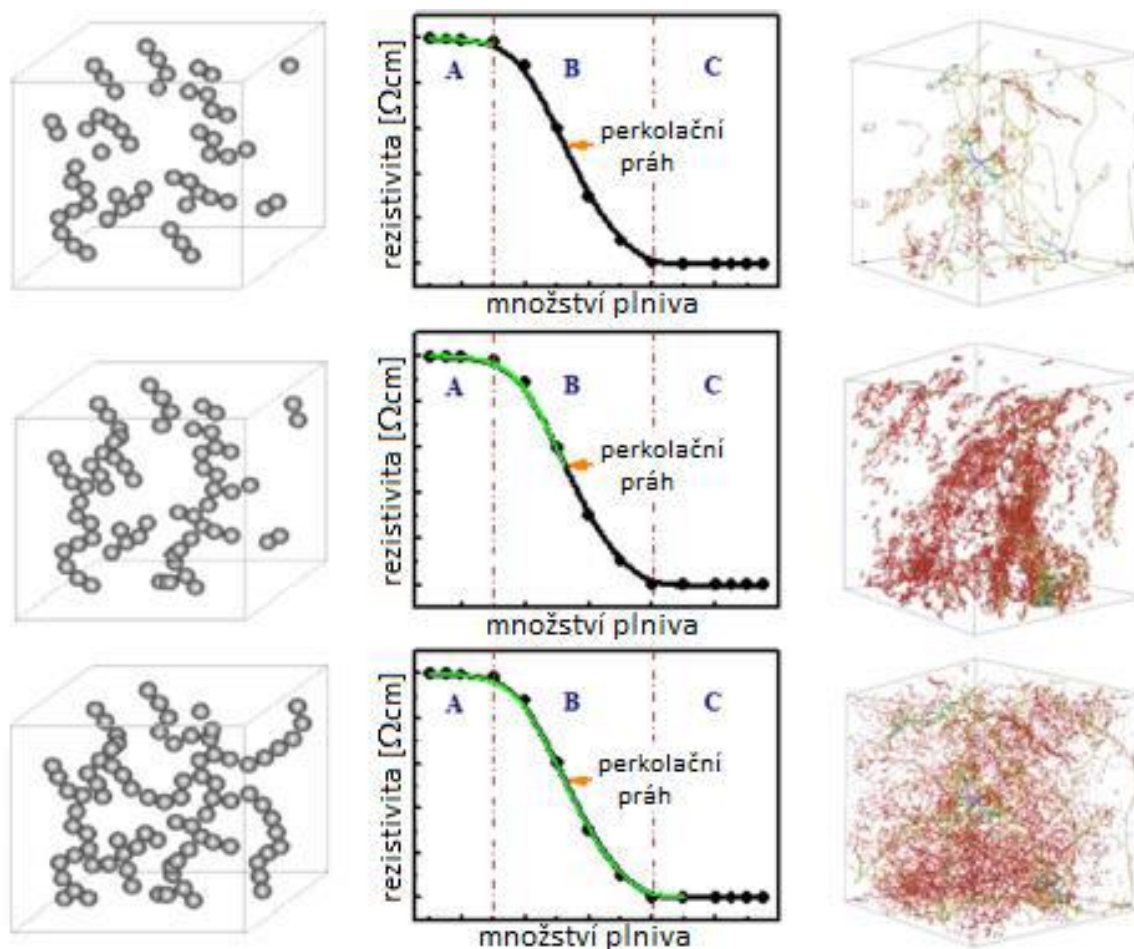 rezistivita [Ωcm]
A
B
C
perkolační
práh
množství plniva
rezistivita [Ωcm]
A
B
C
perkolační
práh
množství plniva
rezistivita [Ωcm]
A
B
C
perkolační
práh
množství plniva